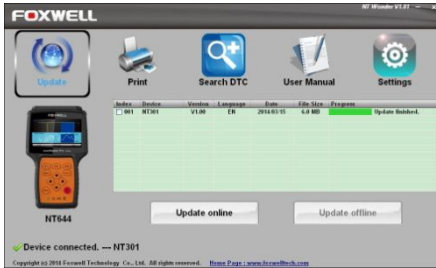 NT Wonder V1.01
FOXWELL
Update
Print
Search DTC
User Manual
Settings
Index Device Version Language Date File Size Progress
001 NT301 V1.00 EN 2014/03/15 6.0 MB Update finished.
NT644
Update online
Update offline
Device connected. --- NT301
Copyright (c) 2014 Foxwell Technology Co., Ltd. All rights reserved. Home Page : www.foxwelltech.com